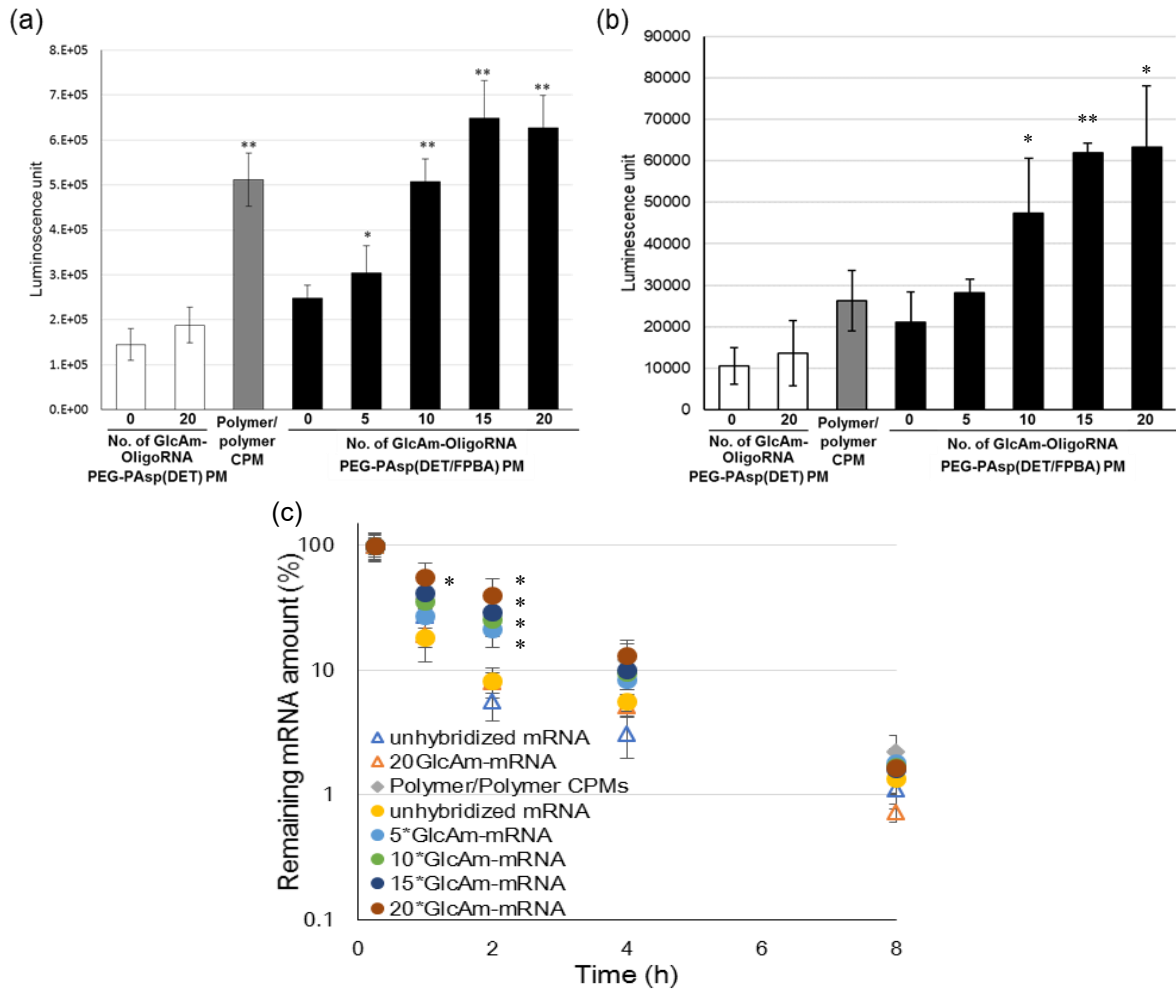 (a)
8.E+05
7.E+05
6.E+05
5.E+05
4.E+05
3.E+05
2.E+05
1.E+05
0.E+00
Luminoscence unit
**
*
**
**
**
0 20 Polymer/ polymer CPM 0 5 10 15 20
No. of GlcAm-
OligoRNA
PEG-PAsp(DET) PM
No. of GlcAm-OligoRNA
PEG-PAsp(DET/FPBA) PM
(b)
90000
80000
70000
60000
50000
40000
30000
20000
10000
0
Luminescence unit
*
**
*
0 20 Polymer/ polymer CPM 0 5 10 15 20
No. of GlcAm-
OligoRNA
PEG-PAsp(DET) PM
No. of GlcAm-OligoRNA
PEG-PAsp(DET/FPBA) PM
(c)
100
10
1
0.1
Remaining mRNA amount (%)
*
*
*
*
*
unhybridized mRNA
20GlcAm-mRNA
Polymer/Polymer CPMs
unhybridized mRNA
5*GlcAm-mRNA
10*GlcAm-mRNA
15*GlcAm-mRNA
20*GlcAm-mRNA
0 2 4 6 8
Time (h)